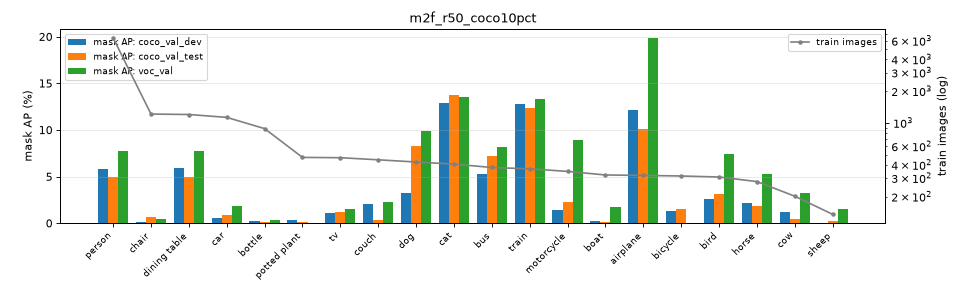 m2f_r50_coco10pct
mask AP: coco_val_dev
mask AP: coco_val_test
mask AP: voc_val
train images
mask AP (%)
20
15
10
5
0
6 × 10³
4 × 10³
3 × 10³
2 × 10³
10³
6 × 10²
4 × 10²
3 × 10²
2 × 10²
train images (log)
person
chair
dining table
car
bottle
potted plant
tv
couch
dog
cat
bus
train
motorcycle
boat
airplane
bicycle
bird
horse
cow
sheep